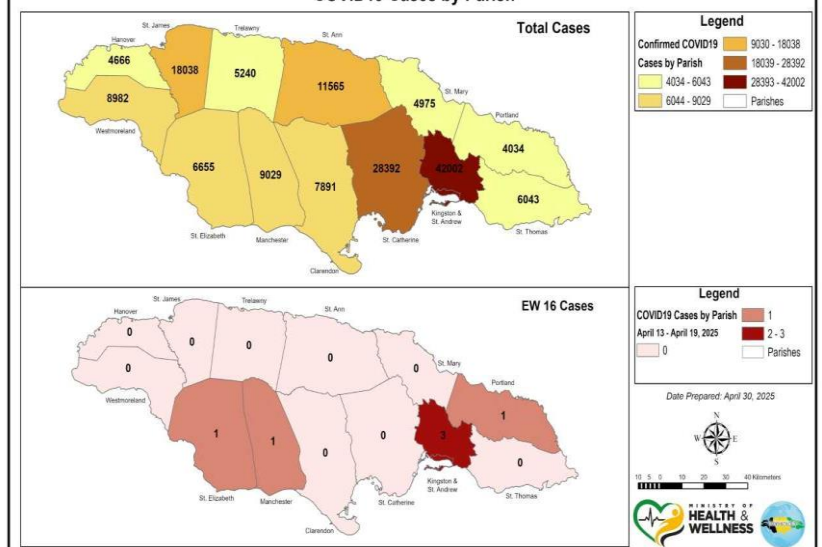 Total Cases
St. James
Trelawny
St. Ann
Hanover
4666
18038
5240
11565
8982
4975
St. Mary
Portland
Westmoreland
4034
6655
9029
7891
28392
42002
6043
Kingston &
St. Andrew
St. Thomas
St. Elizabeth
Manchester
St. Catherine
Clarendon
Legend
Confirmed COVID19
Cases by Parish
4034 - 6043
6044 - 9029
9030 - 18038
18039 - 28392
28393 - 42002
Parishes
EW 16 Cases
St. James
Trelawny
St. Ann
Hanover
0
0
0
0
0
0
St. Mary
Portland
Westmoreland
1
1
1
0
0
3
0
Kingston &
St. Andrew
St. Thomas
St. Elizabeth
Manchester
St. Catherine
Clarendon
Legend
COVID19 Cases by Parish
April 13 - April 19, 2025
0
1
2 - 3
Parishes
Date Prepared: April 30, 2025
N
W E
S
10 5 0 10 20 30 40 Kilometers
MINISTRY OF
HEALTH &
WELLNESS